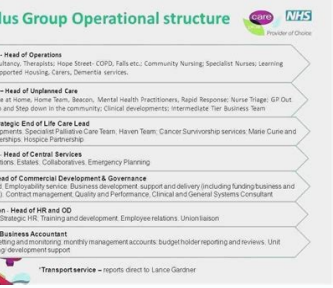 lus Group Operational structure
care
NHS
Provider of Choice
- Head of Operations
ultancy, Therapists; Hope Street- COPD, Falls etc.; Community Nursing; Specialist Nurses; Learning
pported Housing, Carers, Dementia services.
– Head of Unplanned Care
e at Home, Home Team, Beacon, Mental Health Practitioners, Rapid Response; Nurse Triage; GP Out
and Step down in the community; Clinical developments; Intermediate Tier Business Team
rategic End of Life Care Lead
pments. Specialist Palliative Care Team, Haven Team, Cancer Survivorship services. Marie Curie and
erships. Hospice Partnership
- Head of Central Services
tions. Estates. Collaboratives. Emergency Planning
ead of Commercial Development & Governance
d. Employability service. Business development support and delivery (including funding/business and
). Contract management, Quality and Performance, Clinical and General Systems Consultant
on - Head of HR and OD
Strategic HR. Training and development. Employee relations. Union liaison
Business Accountant
etting and monitoring, monthly management accounts, budget holder reporting and reviews. Unit
g/ development support
*Transport service – reports direct to Lance Gardner